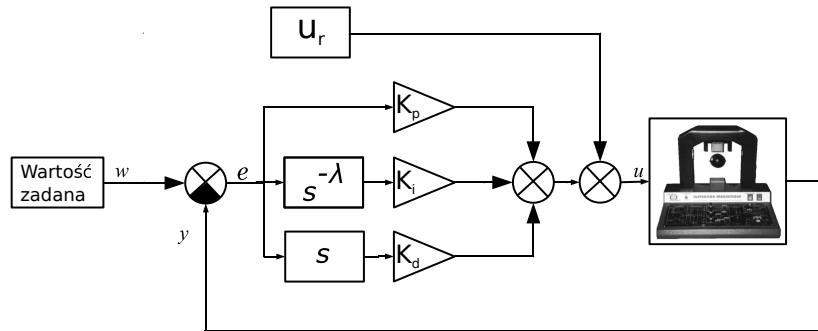 u_r
K_p
Wartość
zadana
w
e
s^-λ
K_i
u
y
s
K_d